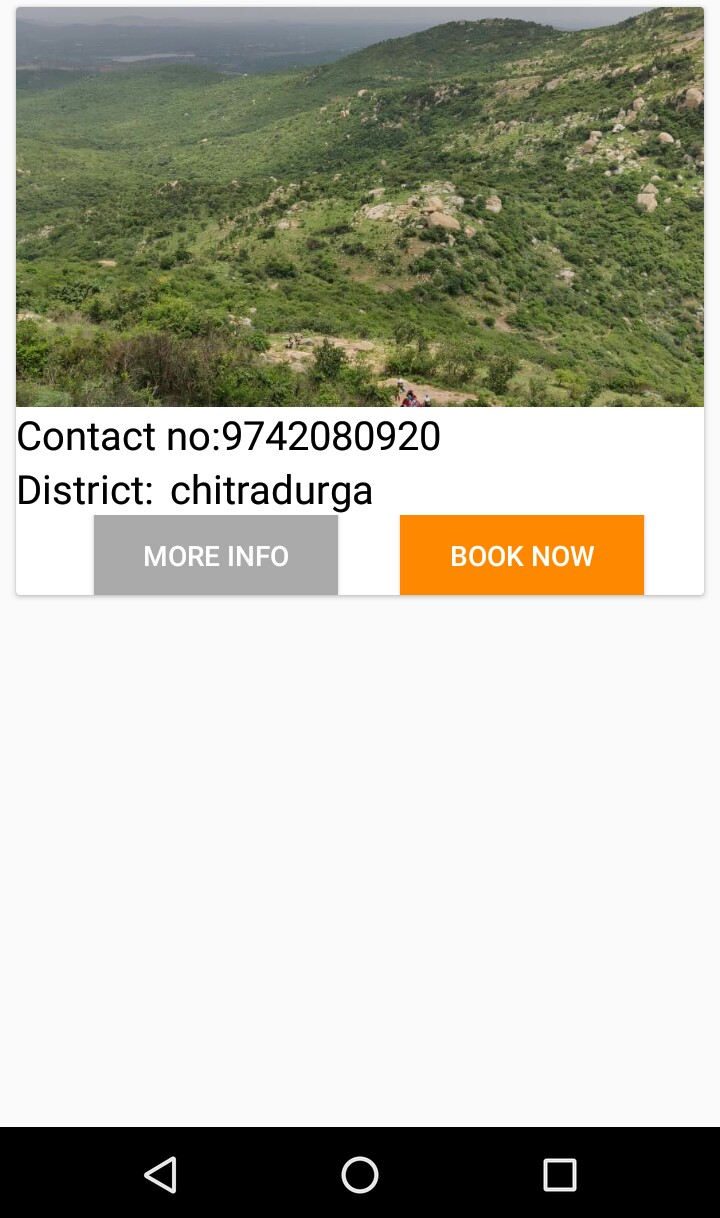 Contact no:9742080920
District: chitradurga
MORE INFO BOOK NOW